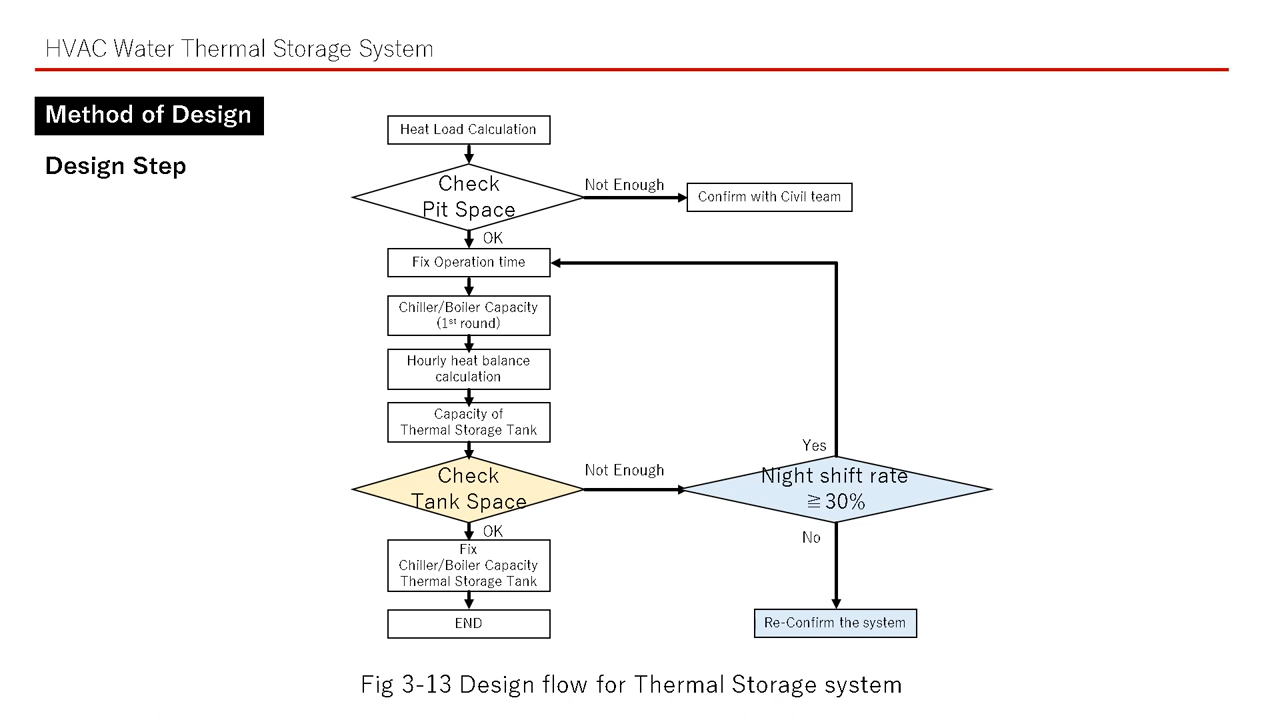 HVAC Water Thermal Storage System
Method of Design
Design Step
Heat Load Calculation
Check
Pit Space
Not Enough
Confirm with Civil team
OK
Fix Operation time
Chiller/Boiler Capacity
(1st round)
Hourly heat balance
calculation
Capacity of
Thermal Storage Tank
Check
Tank Space
Not Enough
Yes
Night shift rate
≧30%
OK
No
Fix
Chiller/Boiler Capacity
Thermal Storage Tank
END
Re-Confirm the system
Fig 3-13 Design flow for Thermal Storage system